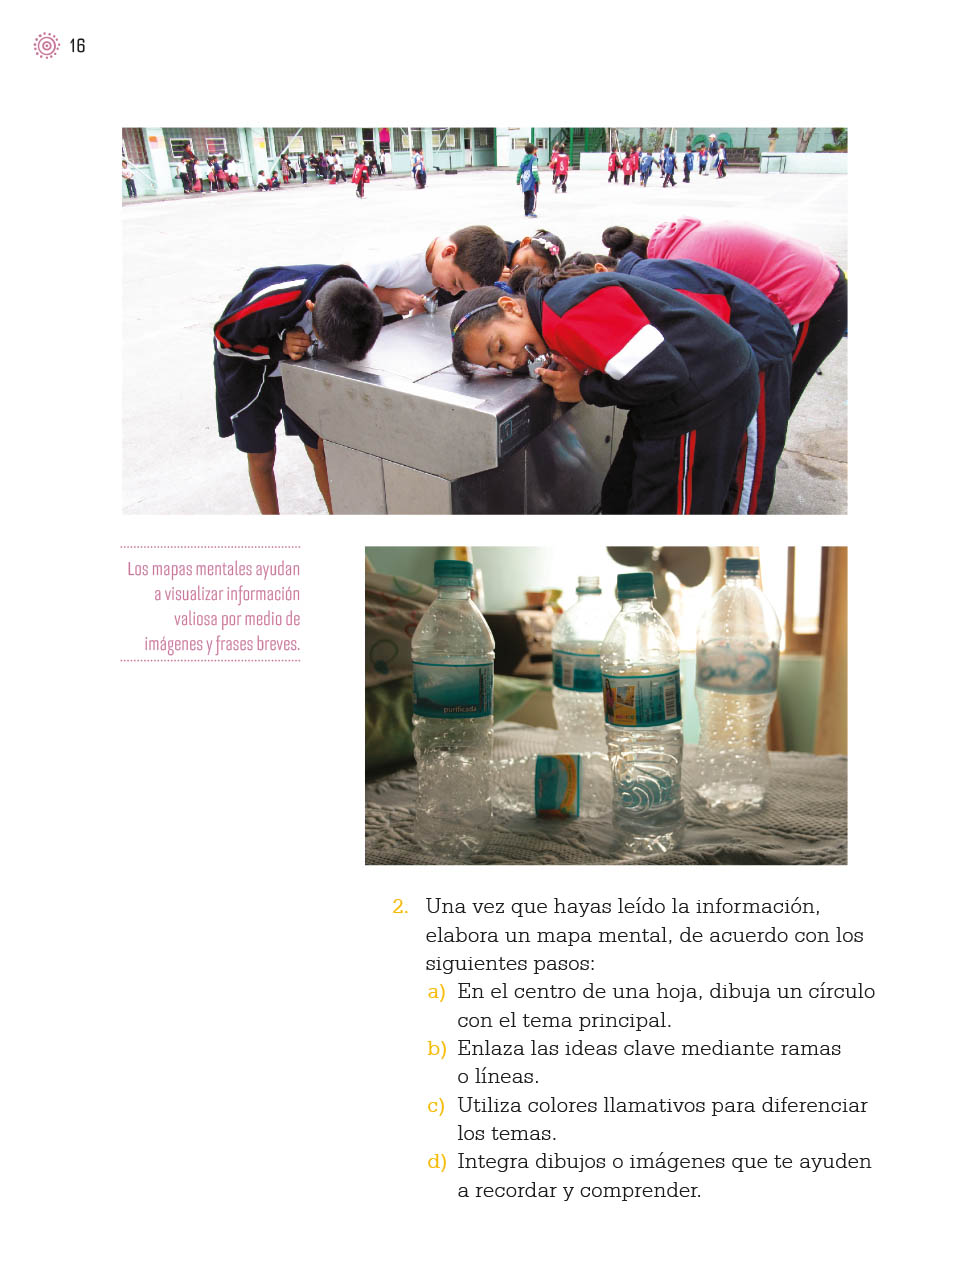 16
Los mapas mentales ayudan
a visualizar información
valiosa por medio de
imágenes y frases breves.
purificada
2. Una vez que hayas leído la información,
elabora un mapa mental, de acuerdo con los
siguientes pasos:
a) En el centro de una hoja, dibuja un círculo
con el tema principal.
b) Enlaza las ideas clave mediante ramas
o líneas.
c) Utiliza colores llamativos para diferenciar
los temas.
d) Integra dibujos o imágenes que te ayuden
a recordar y comprender.